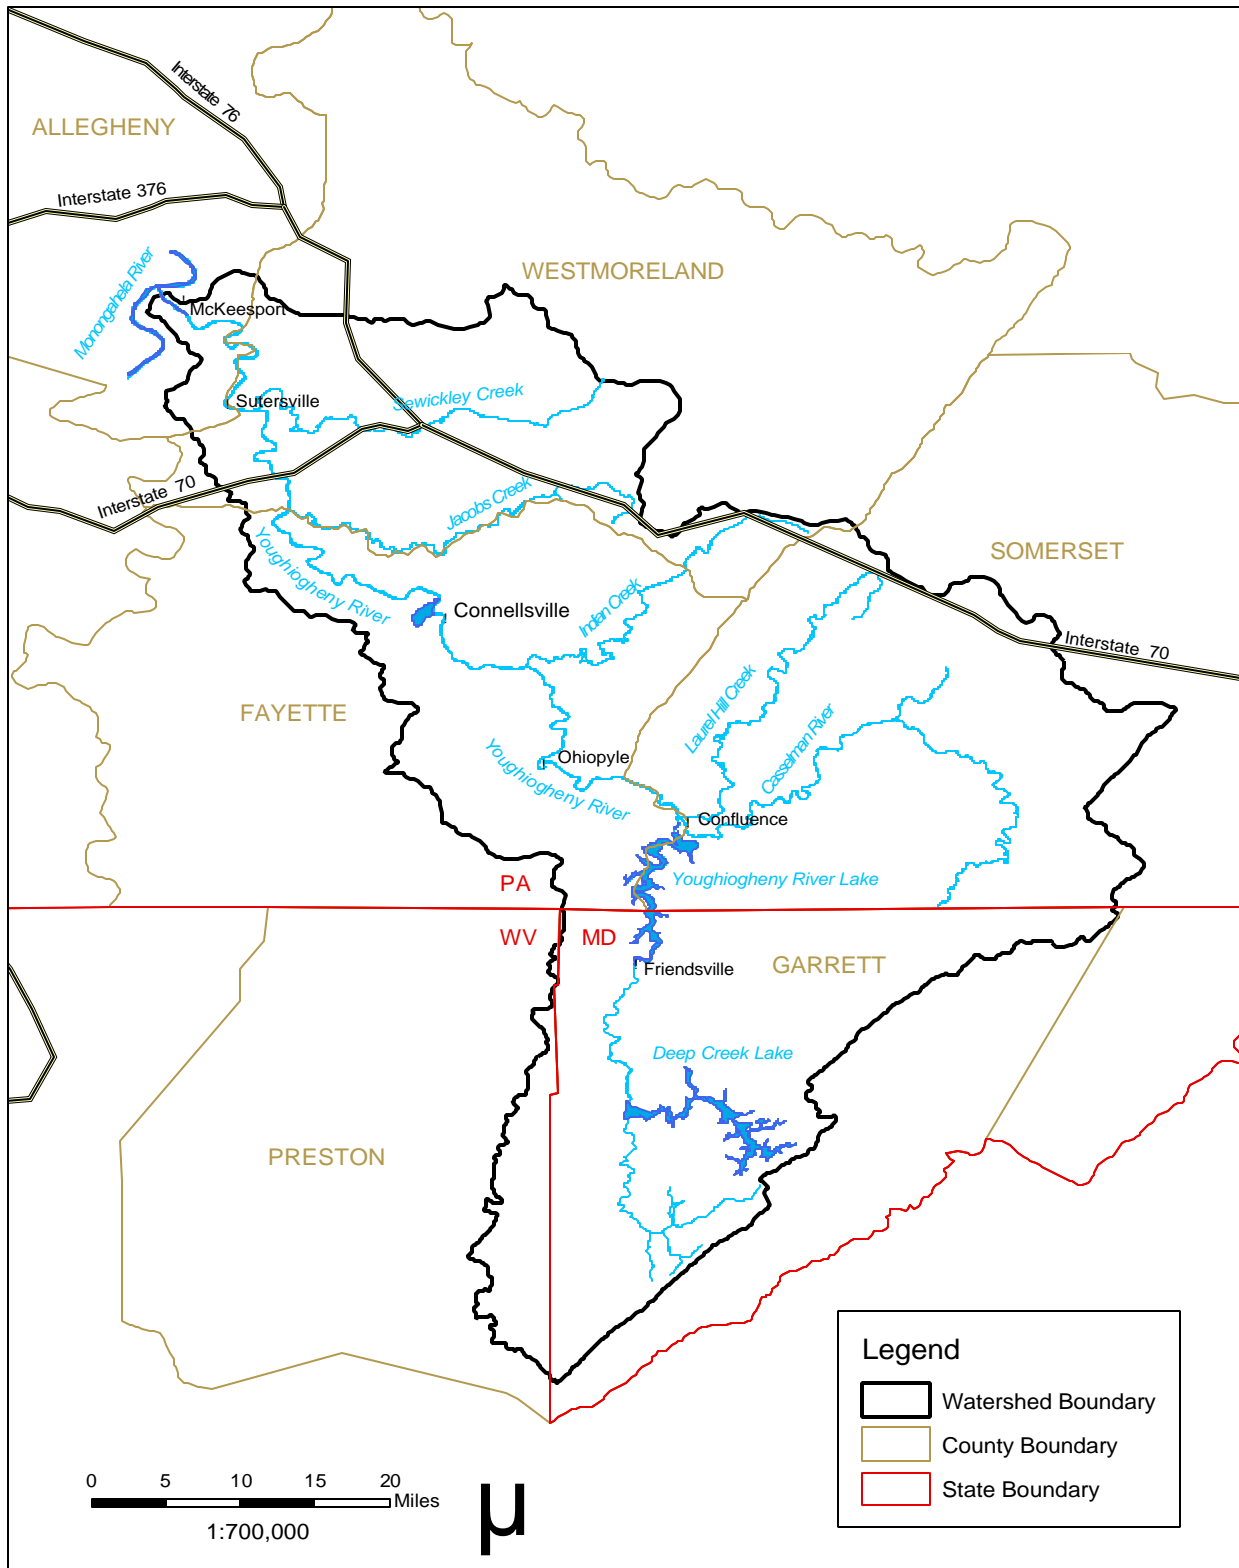 Interstate 76
ALLEGHENY
Interstate 376
WESTMORELAND
Monongahela River
McKeesport
Sutersville
Sewickley Creek
Interstate 70
Jacobs Creek
SOMERSET
Youghiogheny River
Connellsville
Indian Creek
Interstate 70
Laurel Hill Creek
FAYETTE
Casselman River
Ohiopyle
Youghiogheny River
Confluence
PA
Youghiogheny River Lake
WV
MD
Friendsville
GARRETT
Deep Creek Lake
PRESTON
Legend
Watershed Boundary
County Boundary
State Boundary
0 5 10 15 20
Miles
1:700,000
µ